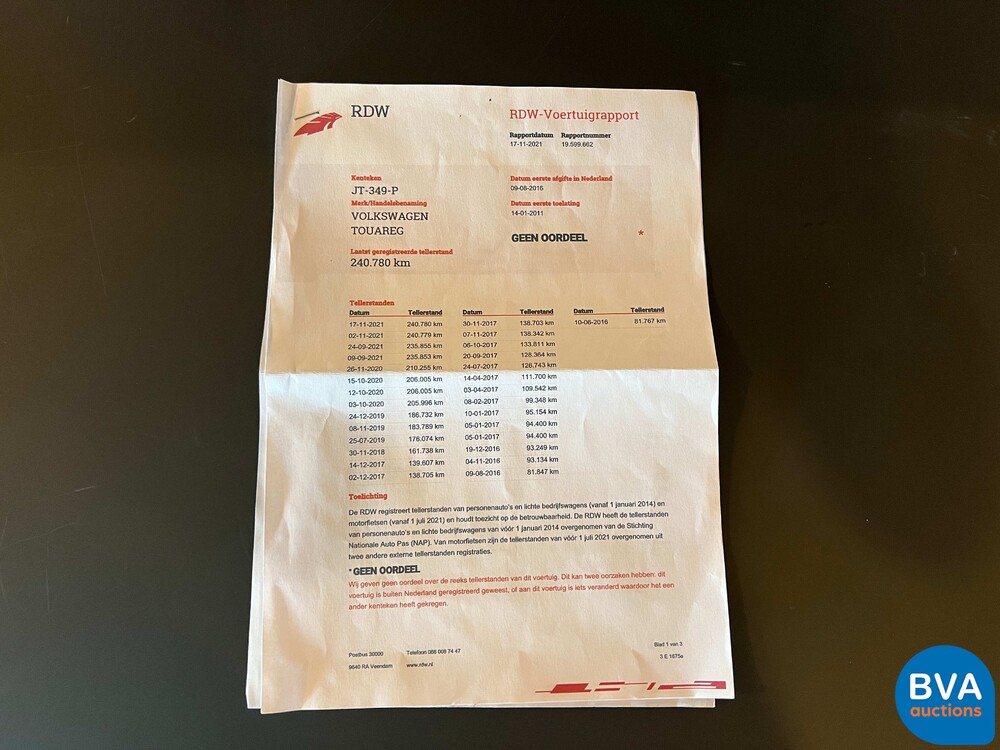 RDW
RDW-Voertuigrapport
Rapportdatum Rapportnummer
17-11-2021 19.599.662
Kenteken
JT-349-P
Merk/Handelsbenaming
VOLKSWAGEN
TOUAREG
Laatst geregistreerde tellerstand
240.780 km
Datum eerste afgifte in Nederland
09-08-2016
Datum eerste toelating
14-01-2011
GEEN OORDEEL *
Tellerstanden
Datum Tellerstand Datum Tellerstand Datum Tellerstand
17-11-2021 240.780 km 30-11-2017 138.703 km 10-06-2016 81.767 km
02-11-2021 240.779 km 07-11-2017 138.342 km
24-09-2021 235.855 km 06-10-2017 133.811 km
09-09-2021 235.853 km 20-09-2017 128.364 km
26-11-2020 210.255 km 24-07-2017 126.743 km
15-10-2020 206.005 km 14-04-2017 111.700 km
12-10-2020 206.005 km 03-04-2017 109.542 km
03-10-2020 205.996 km 08-02-2017 99.348 km
24-12-2019 186.732 km 10-01-2017 95.154 km
08-11-2019 183.789 km 05-01-2017 94.400 km
25-07-2019 176.074 km 05-01-2017 94.400 km
30-11-2018 161.738 km 19-12-2016 93.249 km
14-12-2017 139.607 km 04-11-2016 93.134 km
02-12-2017 138.705 km 09-08-2016 81.847 km
Toelichting
De RDW registreert tellerstanden van personenauto's en lichte bedrijfswagens (vanaf 1 januari 2014) en
motorfietsen (vanaf 1 juli 2021) en houdt toezicht op de betrouwbaarheid. De RDW heeft de tellerstanden
van personenauto's en lichte bedrijfswagens van vóór 1 januari 2014 overgenomen van de Stichting
Nationale Auto Pas (NAP). Van motorfietsen zijn de tellerstanden van vóór 1 juli 2021 overgenomen uit
twee andere externe tellerstanden registraties.
* GEEN OORDEEL
Wij geven geen oordeel over de reeks tellerstanden van dit voertuig. Dit kan twee oorzaken hebben: dit
voertuig is buiten Nederland geregistreerd geweest, of aan dit voertuig is iets veranderd waardoor het een
ander kenteken heeft gekregen.
Postbus 30000 Telefoon 088 008 74 47
9640 RA Veendam www.rdw.nl
Blad 1 van 3
3 E 1675e
BVA
auctions